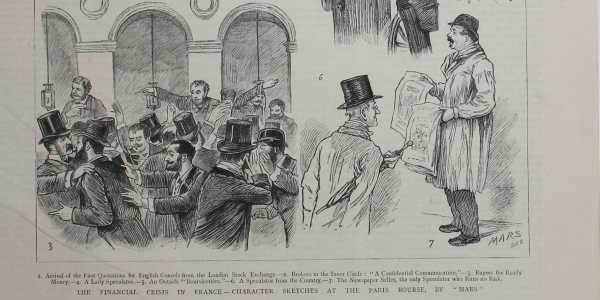 6
3
7
MARS
DEL
1. Arrival of the First Quotations for English Consols from the London Stock Exchange.—2. Brokers in the Inner Circle: "A Confidential Communication."—3. Buyers for Ready
Money.—4. A Lady Speculator.—5. An Outside "Boursicotier."—6. A Speculator from the Country.—7. The Newspaper Seller, the only Speculator who Runs no Risk.
THE FINANCIAL CRISIS IN FRANCE—CHARACTER SKETCHES AT THE PARIS BOURSE, BY "MARS"